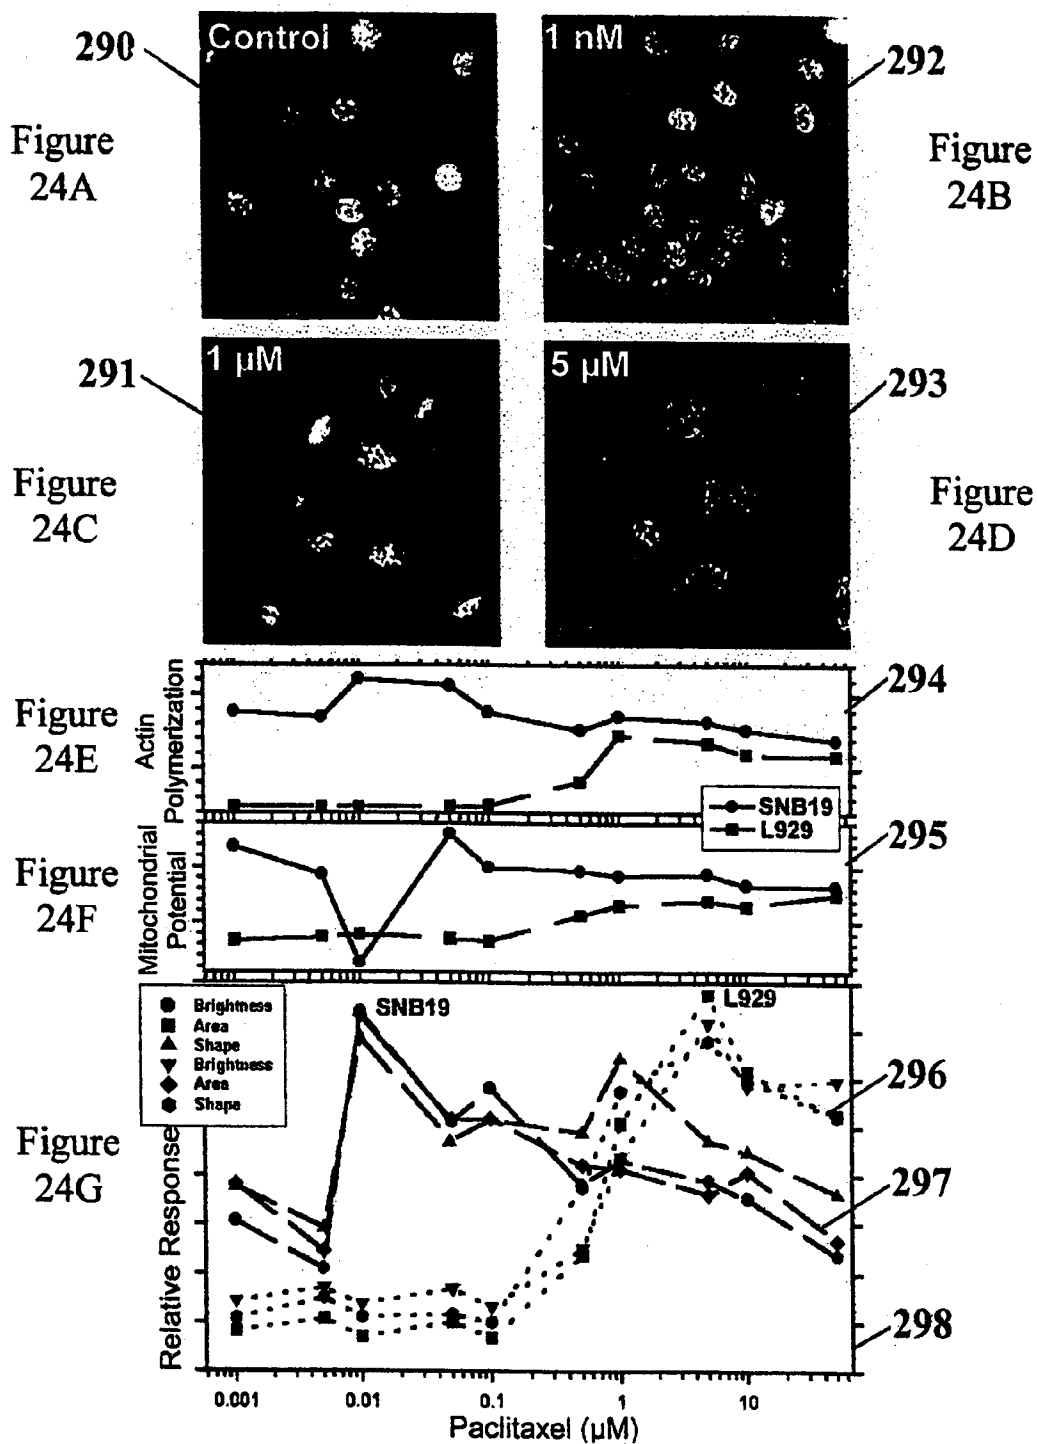 290
Control
1 nM
292
Figure
24A
Figure
24B
291
1 µM
5 µM
293
Figure
24C
Figure
24D
Figure
24E
Actin
Polymerization
294
SNB19
L929
Figure
24F
Mitochondrial
Potential
295
Brightness
Area
Shape
Brightness
Area
Shape
SNB19
L929
296
Figure
24G
297
Relative Response
298
0.001
0.01
0.1
1
10
Paclitaxel (µM)